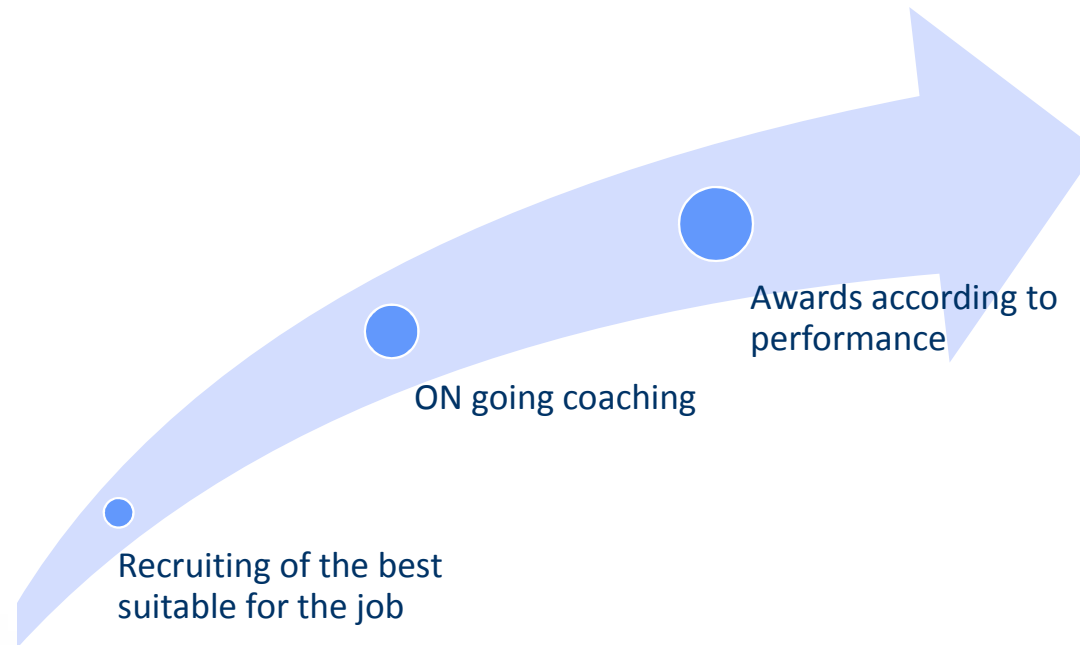 Awards according to
performance
ON going coaching
Recruiting of the best
suitable for the job